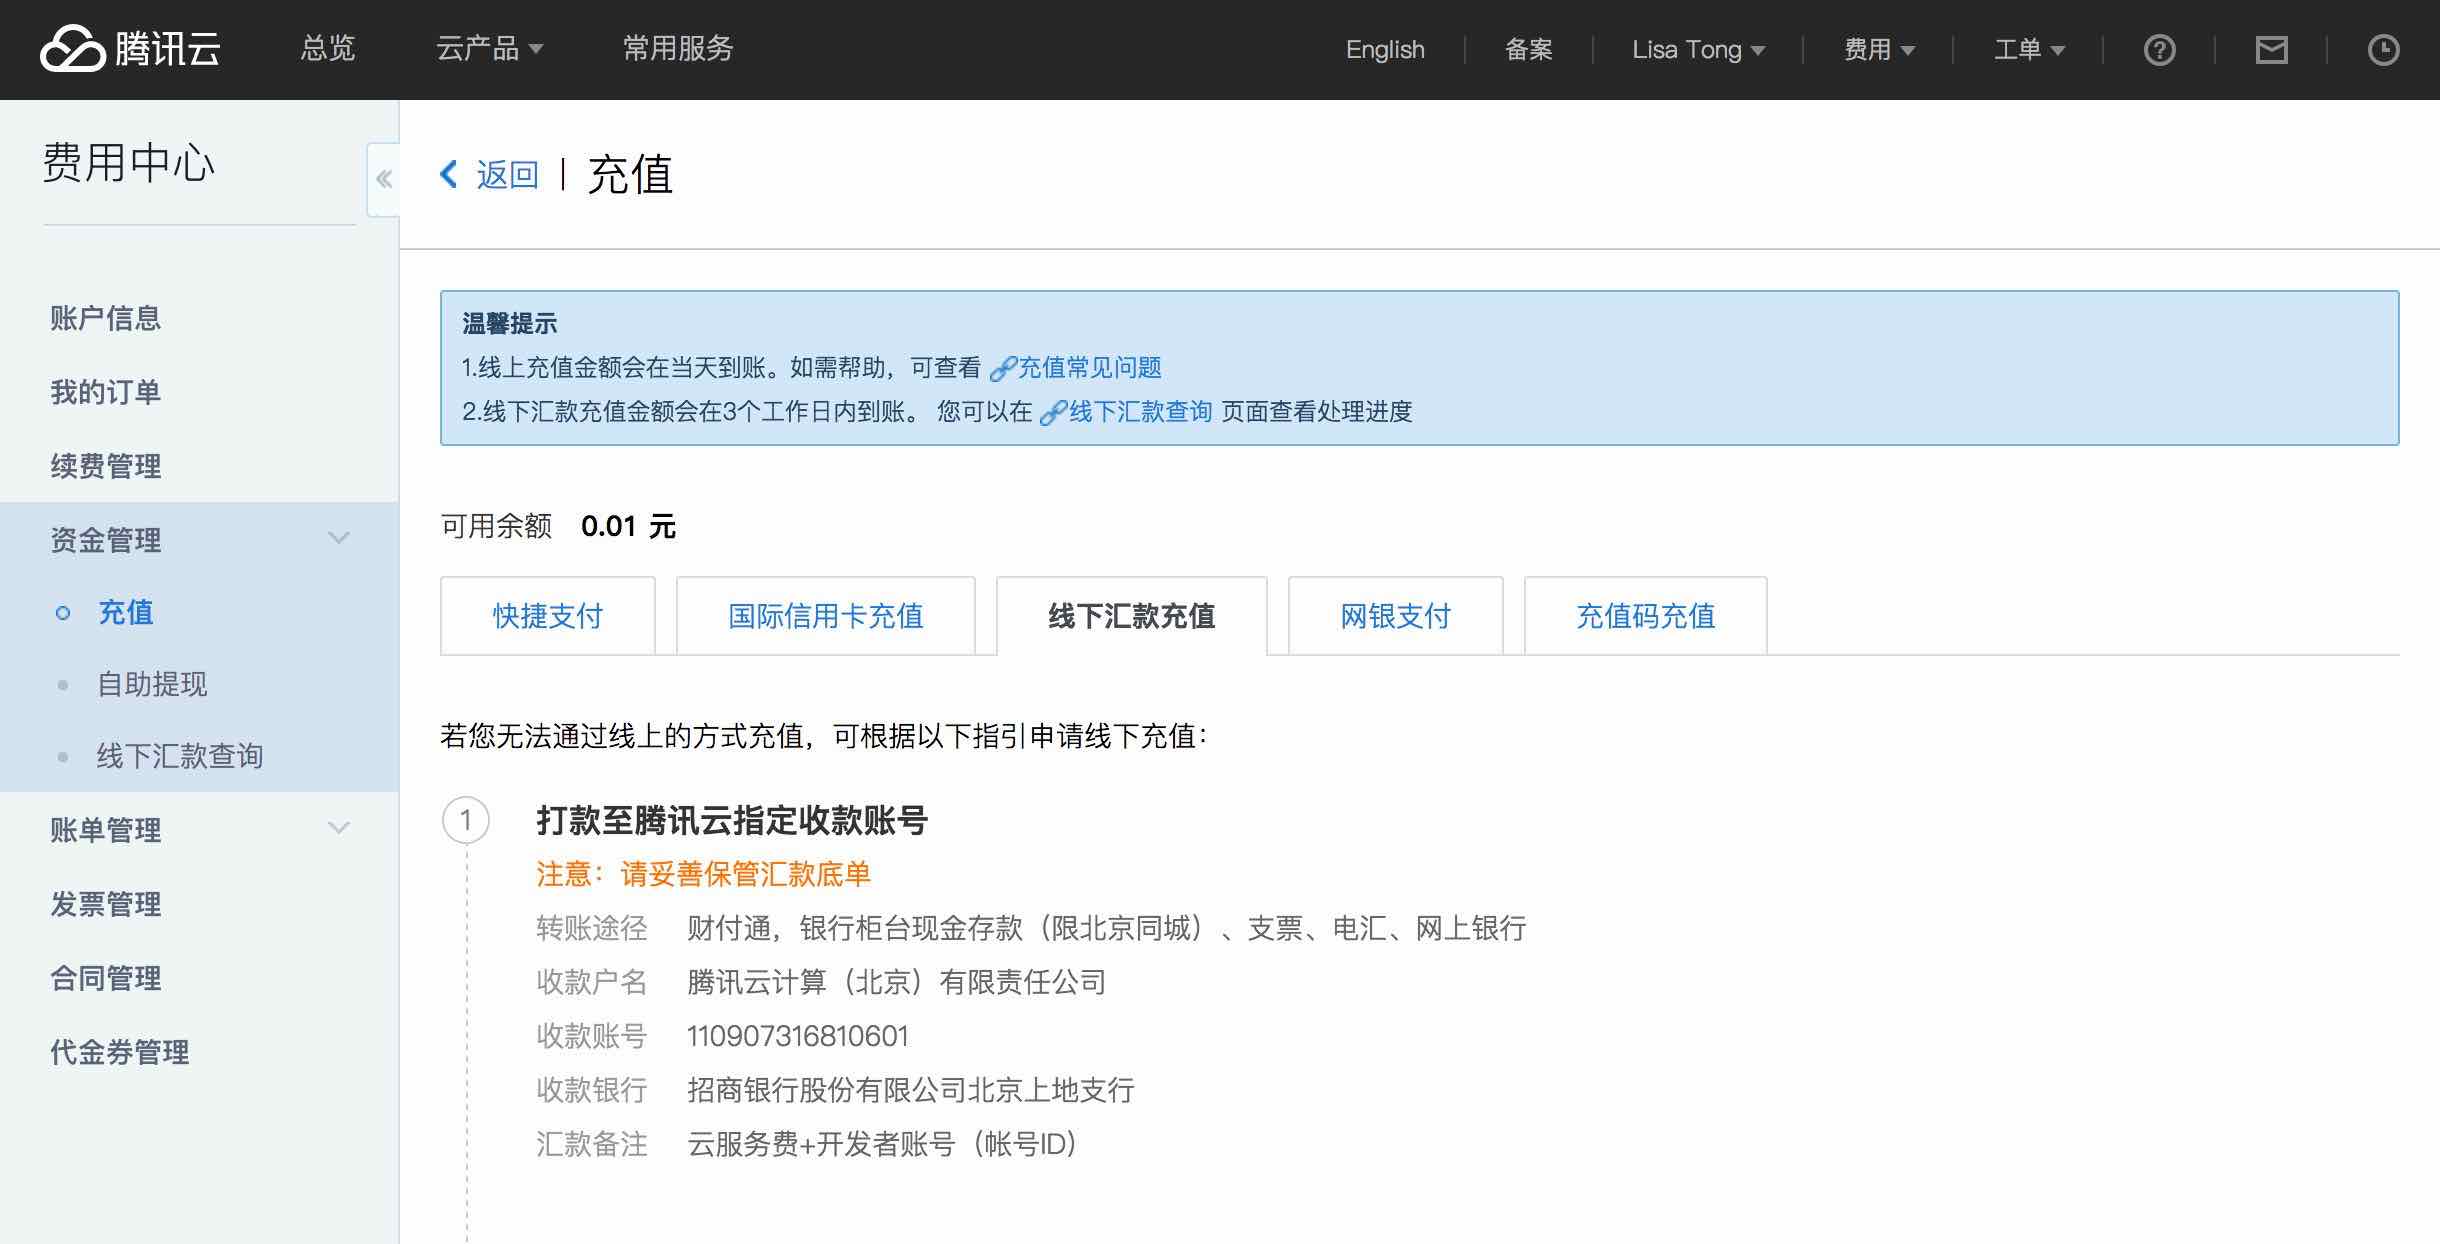 腾讯云 总览 云产品 常用服务 English 备案 Lisa Tong 费用 工单
费用中心
账户信息
我的订单
续费管理
资金管理
充值
自助提现
线下汇款查询
账单管理
发票管理
合同管理
代金券管理
返回 | 充值
温馨提示
1.线上充值金额会在当天到账。如需帮助，可查看 充值常见问题
2.线下汇款充值金额会在3个工作日内到账。 您可以在 线下汇款查询 页面查看处理进度
可用余额 0.01 元
快捷支付 国际信用卡充值 线下汇款充值 网银支付 充值码充值
若您无法通过线上的方式充值，可根据以下指引申请线下充值：
1 打款至腾讯云指定收款账号
注意：请妥善保管汇款底单
转账途径 财付通，银行柜台现金存款（限北京同城）、支票、电汇、网上银行
收款户名 腾讯云计算（北京）有限责任公司
收款账号 110907316810601
收款银行 招商银行股份有限公司北京上地支行
汇款备注 云服务费+开发者账号（帐号ID）